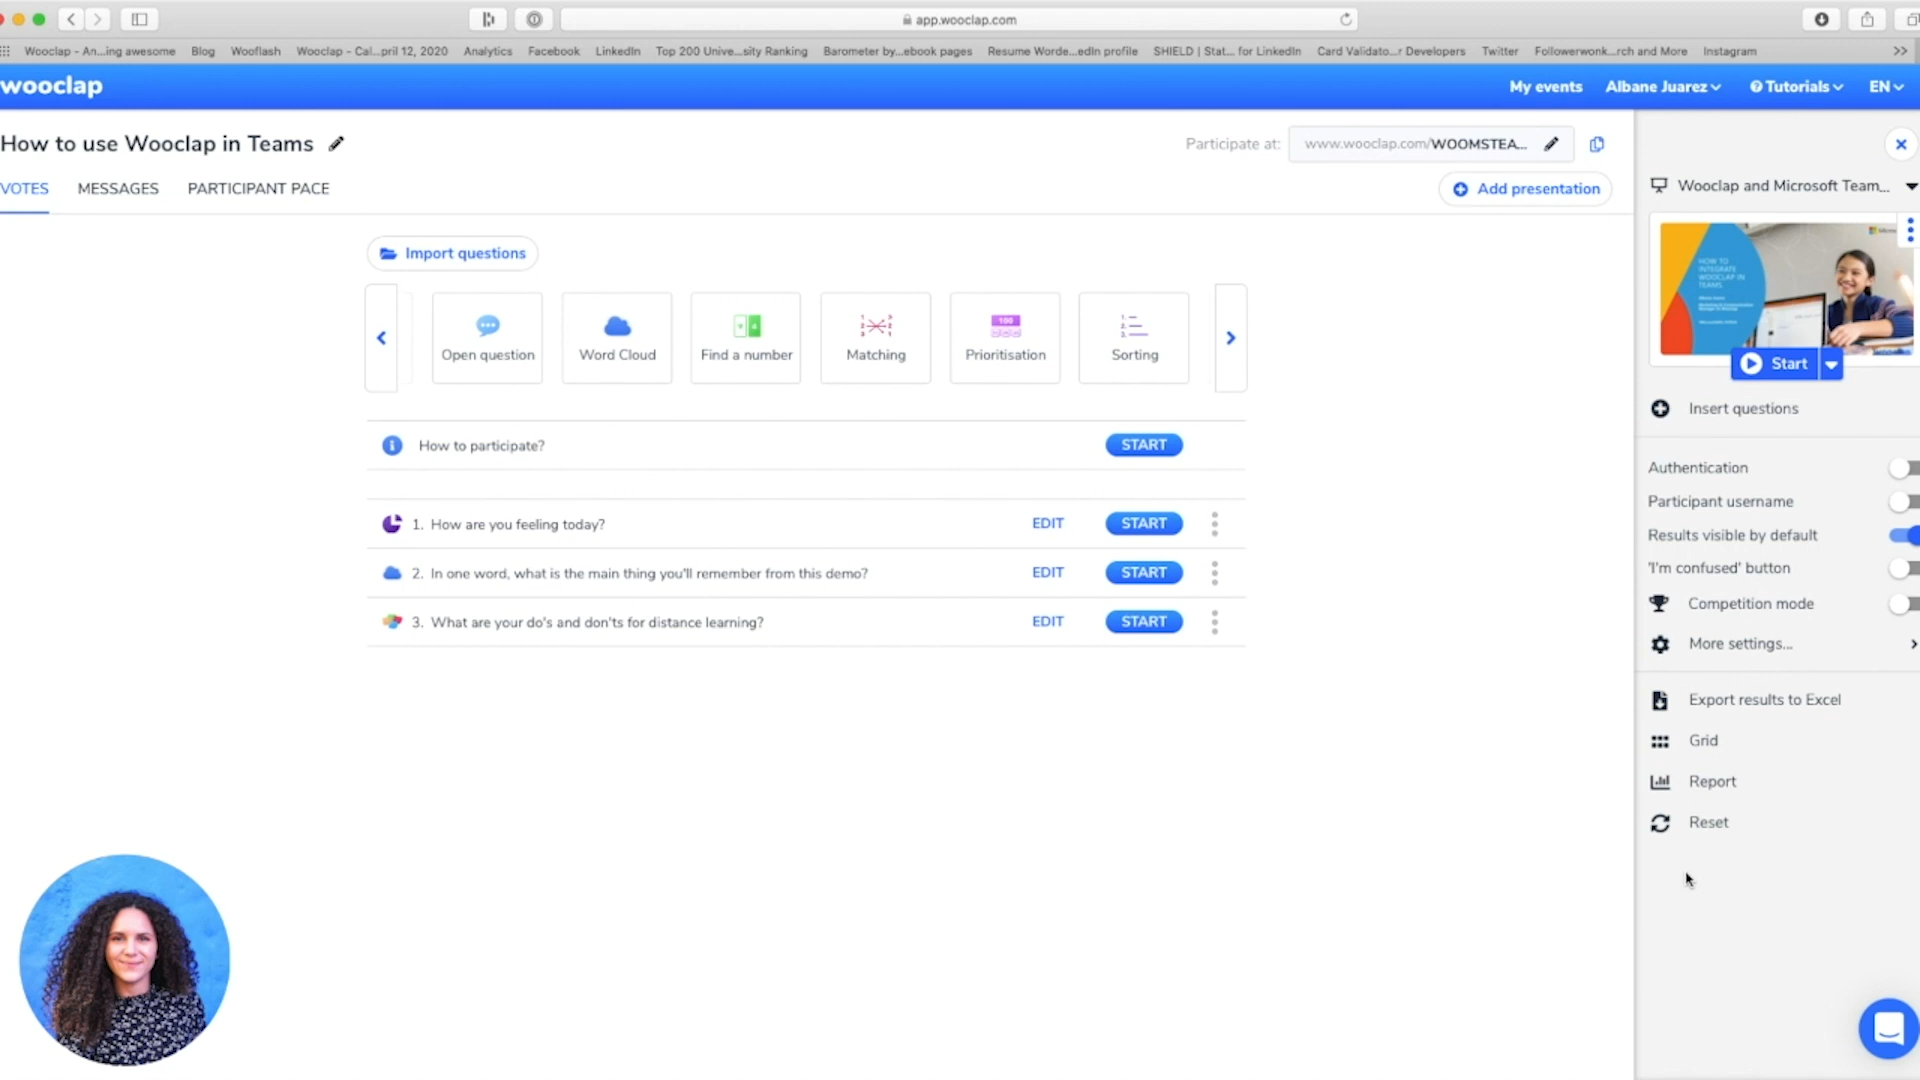 app.wooclap.com
Wooclap - An...ing awesome Blog Wooflash Wooclap - Cal...pril 12, 2020 Analytics Facebook LinkedIn Top 200 Unive...sity Ranking Barometer by...ebook pages Resume Worde...edIn profile SHIELD | Stat... for LinkedIn Card Validato...r Developers Twitter Followerwonk...rch and More Instagram
wooclap
My events Albane Juarez Tutorials EN
How to use Wooclap in Teams
Participate at: www.wooclap.com/WOOMSTEA...
VOTES MESSAGES PARTICIPANT PACE
Add presentation
Import questions
Open question Word Cloud Find a number Matching Prioritisation Sorting
How to participate? START
1. How are you feeling today? EDIT START
2. In one word, what is the main thing you'll remember from this demo? EDIT START
3. What are your do's and don'ts for distance learning? EDIT START
Wooclap and Microsoft Team...
HOW TO
INTEGRATE
WOOCLAP IN
TEAMS
Start
Insert questions
Authentication
Participant username
Results visible by default
'I'm confused' button
Competition mode
More settings...
Export results to Excel
Grid
Report
Reset